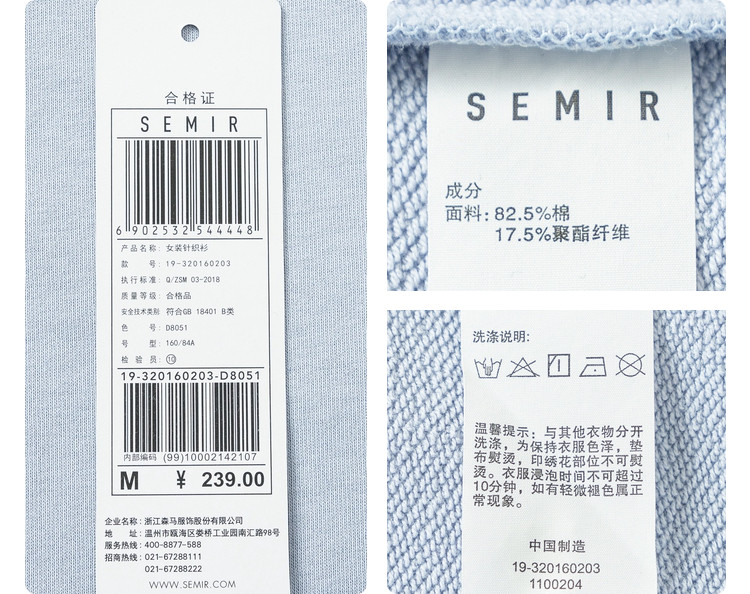 合格证
SEMIR
6 902532 544448
产品名称: 女装针织衫
款 号: 19-320160203
执行标准: Q/ZSM 03-2018
质量等级: 合格品
安全技术类别 符合GB 18401 B类
色 号: D8051
号 型: 160/84A
检 验 员: ⑩
19-320160203-D8051
内部编码 (99)10002142107
M ¥ 239.00
企业名称: 浙江森马服饰股份有限公司
地 址: 温州市瓯海区娄桥工业园南汇路98号
服务热线: 400-8877-588
招商热线: 021-67288111
021-67288222
WWW.SEMIR.COM
SEMIR
成分
面料: 82.5%棉
17.5%聚酯纤维
洗涤说明:
温馨提示: 与其他衣物分开
洗涤, 为保持衣服色泽, 垫
布熨烫, 印绣花部位不可熨
烫。衣服浸泡时间不可超过
10分钟, 如有轻微褪色属正
常现象。
中国制造
19-320160203
1100204